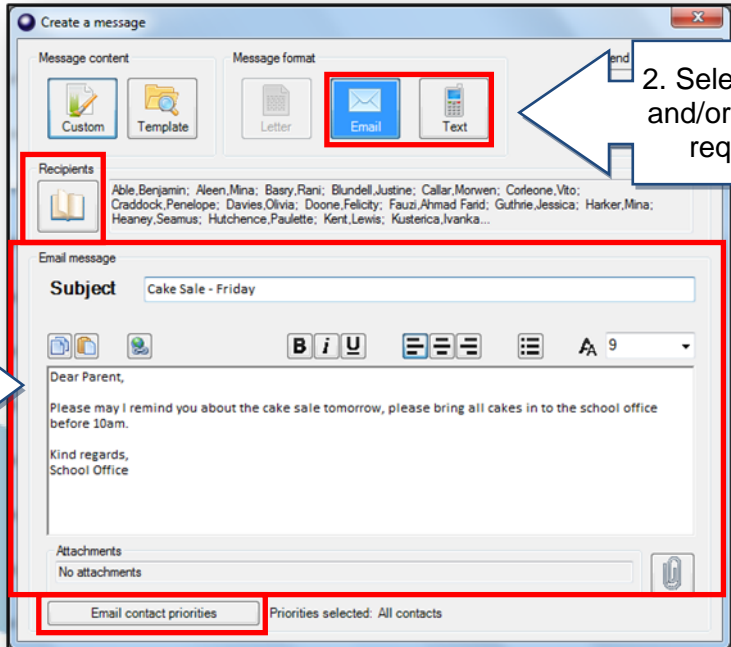 Create a message
Message content
Message format
end
Custom
Template
Letter
Email
Text
2. Sele
and/or
req
Recipients
Able,Benjamin; Aleen,Mina; Basry,Rani; Blundell,Justine; Callar,Morwen; Corleone,Vito;
Craddock,Penelope; Davies,Olivia; Doone,Felicity; Fauzi,Ahmad Farid; Guthrie,Jessica; Harker,Mina;
Heaney,Seamus; Hutchence,Paulette; Kent,Lewis; Kusterica,Ivanka...
Email message
Subject Cake Sale - Friday
B i U A A 9
Dear Parent,
Please may I remind you about the cake sale tomorrow, please bring all cakes in to the school office
before 10am.
Kind regards,
School Office
Attachments
No attachments
Email contact priorities Priorities selected: All contacts